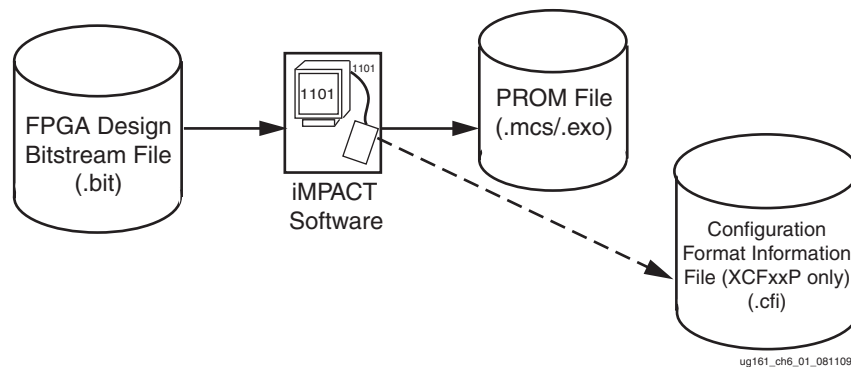 FPGA Design
Bitstream File
(.bit)
1101
1101
iMPACT
Software
PROM File
(.mcs/.exo)
Configuration
Format Information
File (XCFxxP only)
(.cfi)
ug161_ch6_01_081109